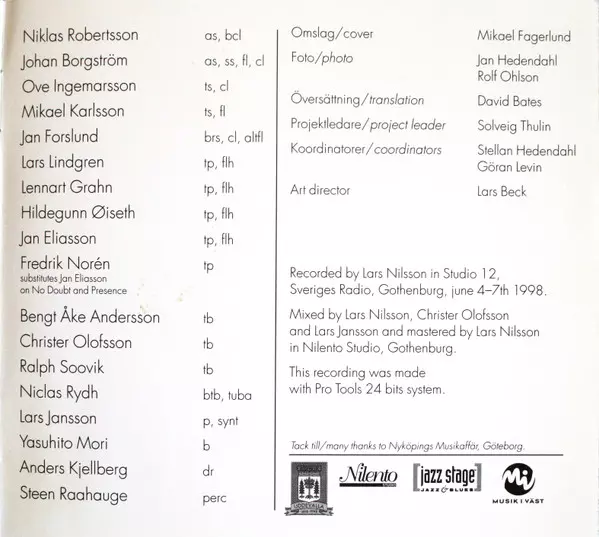 Niklas Robertsson as, bcl
Johan Borgström as, ss, fl, cl
Ove Ingemarsson ts, cl
Mikael Karlsson ts, fl
Jan Forslund brs, cl, altfl
Lars Lindgren tp, flh
Lennart Grahn tp, flh
Hildegunn Øiseth tp, flh
Jan Eliasson tp, flh
Fredrik Norén tp
substitutes Jan Eliasson
on No Doubt and Presence
Bengt Åke Andersson tb
Christer Olofsson tb
Ralph Soovik tb
Niclas Rydh btb, tuba
Lars Jansson p, synt
Yasuhito Mori b
Anders Kjellberg dr
Steen Raahauge perc
Omslag/cover Mikael Fagerlund
Foto/photo Jan Hedendahl
Rolf Ohlson
Översättning/translation David Bates
Projektledare/project leader Solveig Thulin
Koordinatorer/coordinators Stellan Hedendahl
Göran Levin
Art director Lars Beck
Recorded by Lars Nilsson in Studio 12,
Sveriges Radio, Gothenburg, june 4–7th 1998.
Mixed by Lars Nilsson, Christer Olofsson
and Lars Jansson and mastered by Lars Nilsson
in Nilento Studio, Gothenburg.
This recording was made
with Pro Tools 24 bits system.
Tack till/many thanks to Nyköpings Musikaffär, Göteborg.
UDDEVALLA
Nilento
STUDIO
[jazz stage]
JAZZ & BLUES
Mi
MUSIK I VÄST